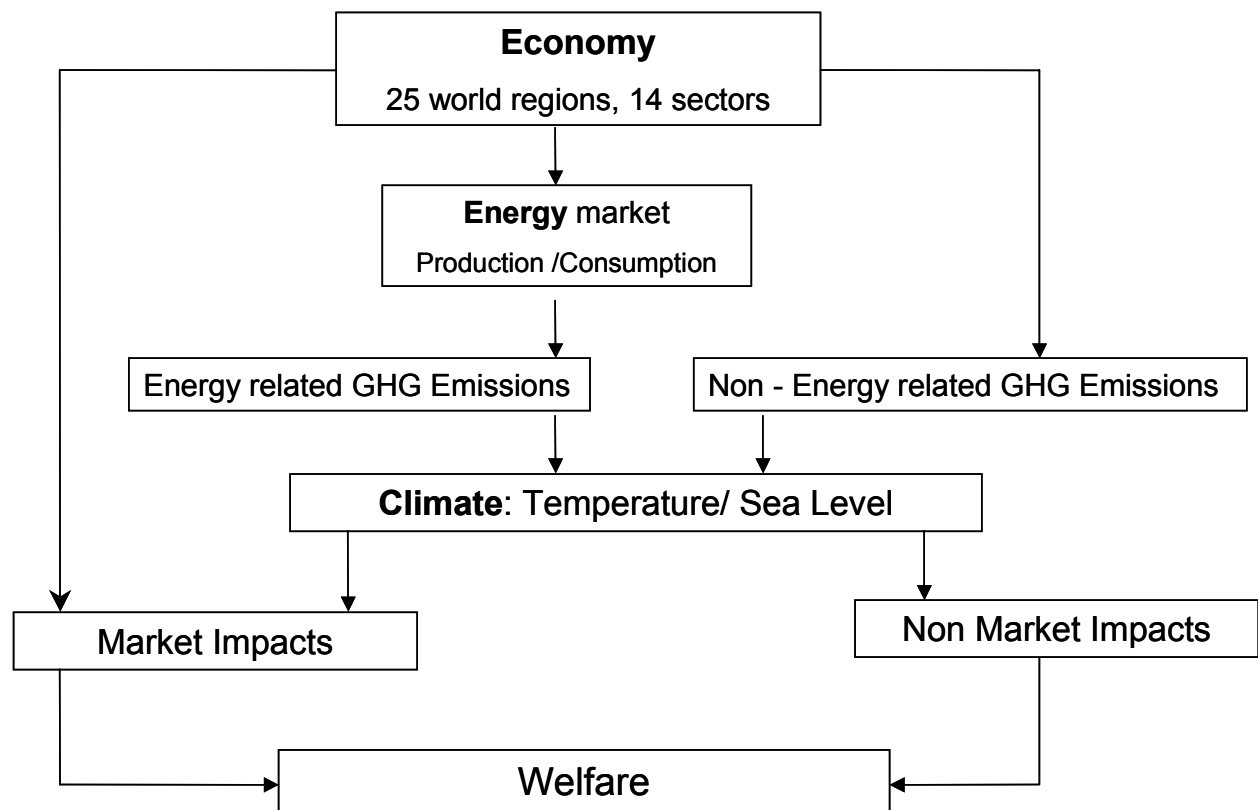 Economy
25 world regions, 14 sectors
Energy market
Production /Consumption
Energy related GHG Emissions
Non - Energy related GHG Emissions
Climate: Temperature/ Sea Level
Market Impacts
Non Market Impacts
Welfare